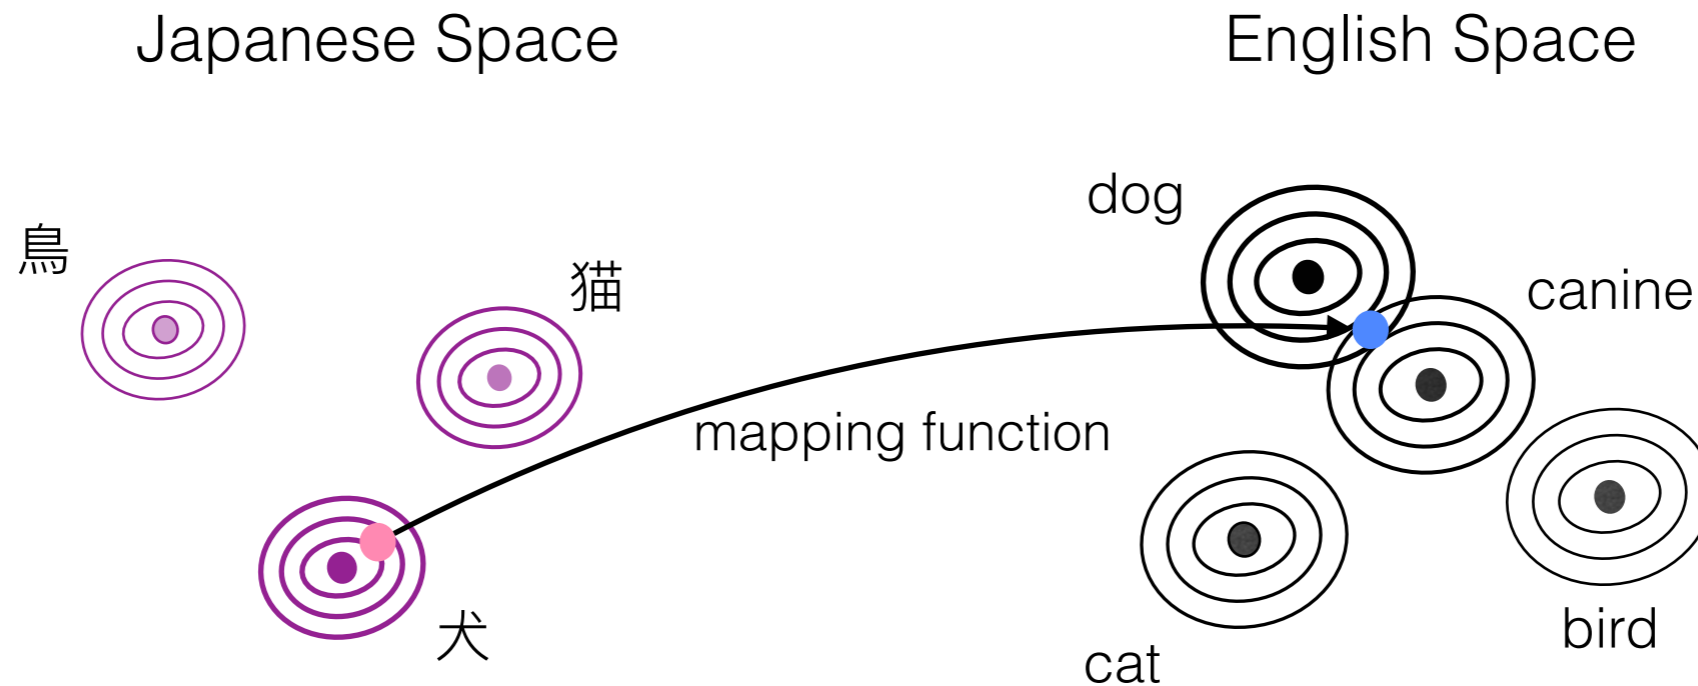 Japanese Space
English Space
鳥
猫
犬
mapping function
dog
canine
cat
bird